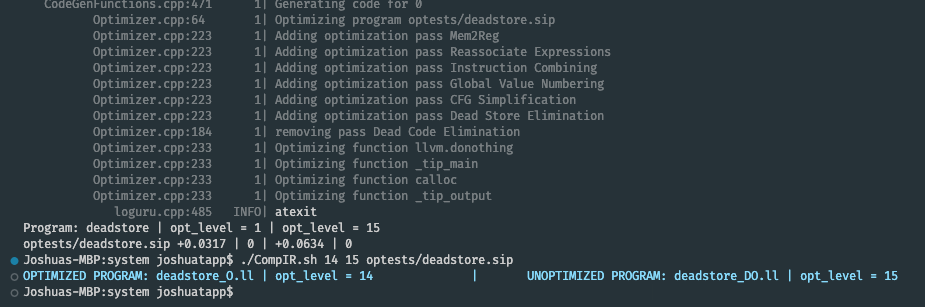 CodeGenFunctions.cpp:471 1| Generating code for 0
Optimizer.cpp:64 1| Optimizing program optests/deadstore.sip
Optimizer.cpp:223 1| Adding optimization pass Mem2Reg
Optimizer.cpp:223 1| Adding optimization pass Reassociate Expressions
Optimizer.cpp:223 1| Adding optimization pass Instruction Combining
Optimizer.cpp:223 1| Adding optimization pass Global Value Numbering
Optimizer.cpp:223 1| Adding optimization pass CFG Simplification
Optimizer.cpp:223 1| Adding optimization pass Dead Store Elimination
Optimizer.cpp:184 1| removing pass Dead Code Elimination
Optimizer.cpp:233 1| Optimizing function llvm.donothing
Optimizer.cpp:233 1| Optimizing function _tip_main
Optimizer.cpp:233 1| Optimizing function calloc
Optimizer.cpp:233 1| Optimizing function _tip_output
loguru.cpp:485 INFO| atexit
Program: deadstore | opt_level = 1 | opt_level = 15
optests/deadstore.sip +0.0317 | 0 | +0.0634 | 0
Joshuas-MBP:system joshuatapp$ ./CompIR.sh 14 15 optests/deadstore.sip
OPTIMIZED PROGRAM: deadstore_O.ll | opt_level = 14 | UNOPTIMIZED PROGRAM: deadstore_DO.ll | opt_level = 15
Joshuas-MBP:system joshuatapp$